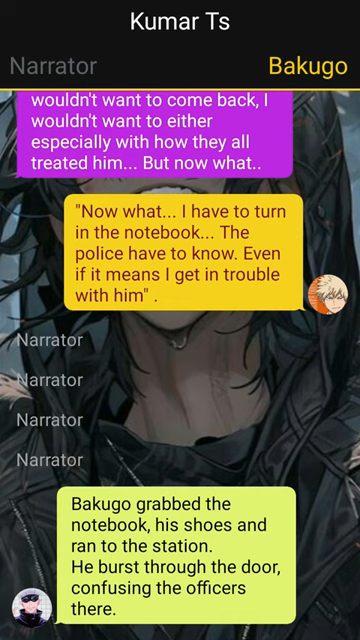 Kumar Ts
Narrator
Bakugo
wouldn't want to come back, I
wouldn't want to either
especially with how they all
treated him... But now what..
"Now what... I have to turn
in the notebook... The
police have to know. Even
if it means I get in trouble
with him" .
Narrator
Narrator
Narrator
Narrator
Bakugo grabbed the
notebook, his shoes and
ran to the station.
He burst through the door,
confusing the officers
there.